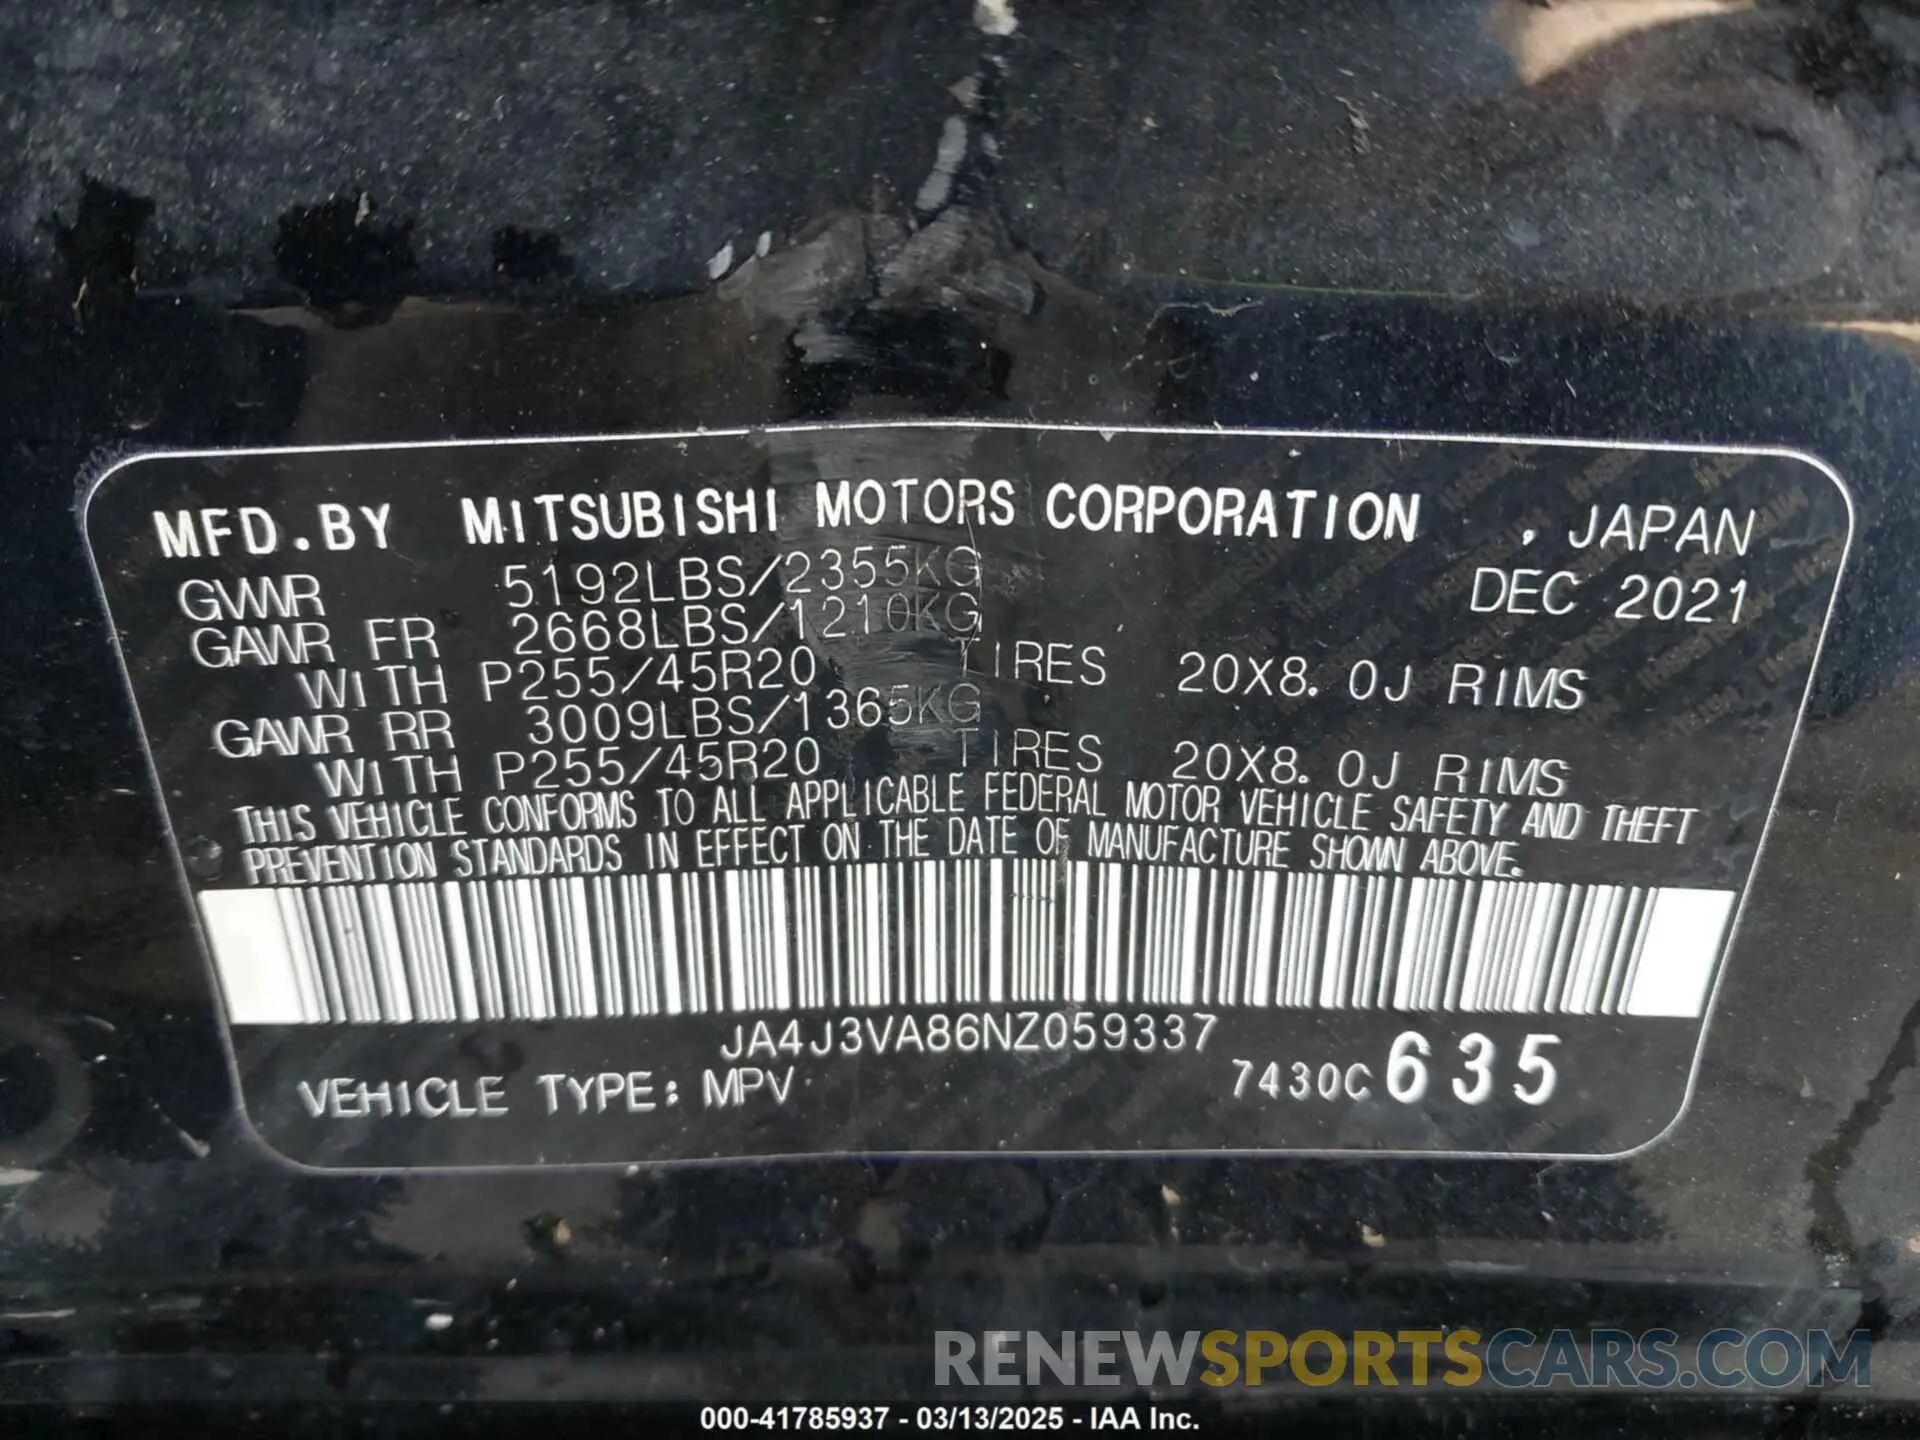 MFD.BY MITSUBISHI MOTORS CORPORATION , JAPAN
GVWR 5192LBS/2355KG DEC 2021
GAWR FR 2668LBS/1210KG
WITH P255/45R20 TIRES 20X8.0J RIMS
GAWR RR 3009LBS/1365KG
WITH P255/45R20 TIRES 20X8.0J RIMS
THIS VEHICLE CONFORMS TO ALL APPLICABLE FEDERAL MOTOR VEHICLE SAFETY AND THEFT
PREVENTION STANDARDS IN EFFECT ON THE DATE OF MANUFACTURE SHOWN ABOVE.
JA4J3VA86NZ059337
VEHICLE TYPE: MPV 7430C 635
RENEWSPORTSCARS.COM
000-41785937 - 03/13/2025 - IAA Inc.